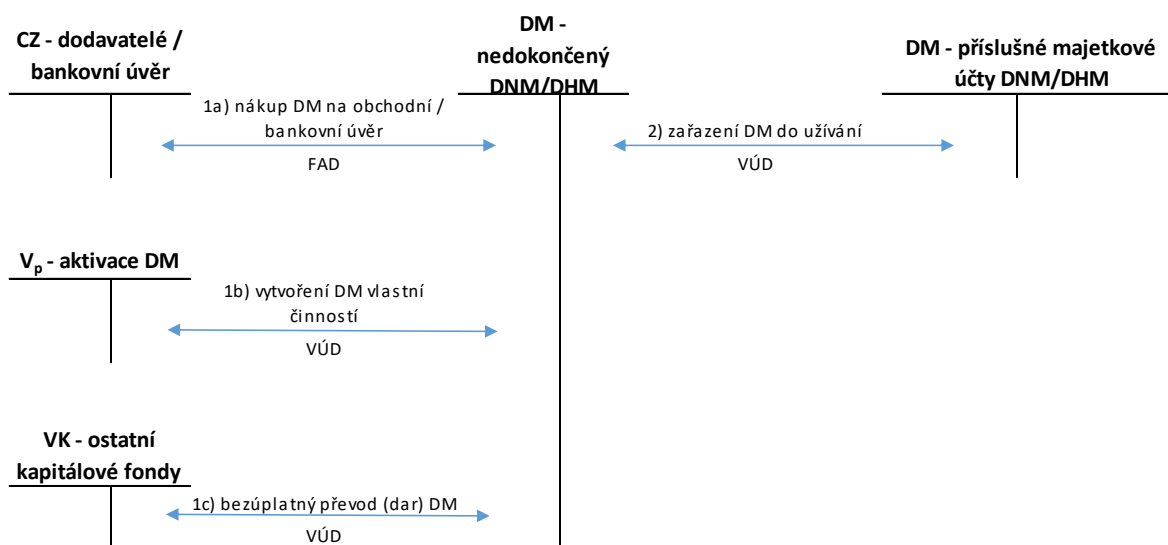 CZ - dodavatelé /
bankovní úvěr
DM -
nedokončený
DNM/DHM
DM - příslušné majetkové
účty DNM/DHM
1a) nákup DM na obchodní /
bankovní úvěr
FAD
2) zařazení DM do užívání
VÚD
Vp - aktivace DM
1b) vytvoření DM vlastní
činností
VÚD
VK - ostatní
kapitálové fondy
1c) bezúplatný převod (dar) DM
VÚD